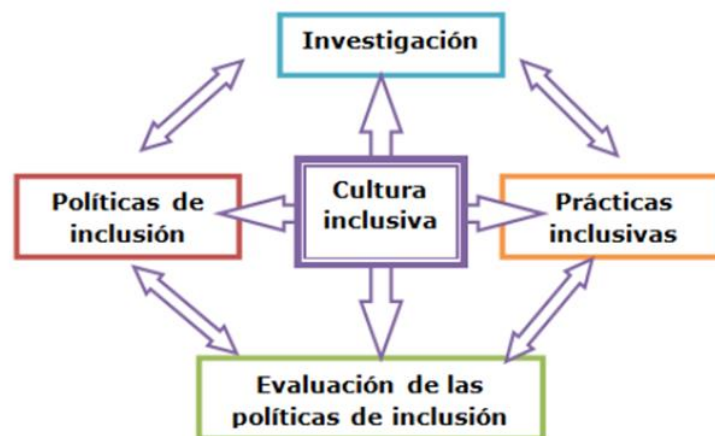 Investigación
Políticas de
inclusión
Cultura
inclusiva
Prácticas
inclusivas
Evaluación de las
políticas de inclusión